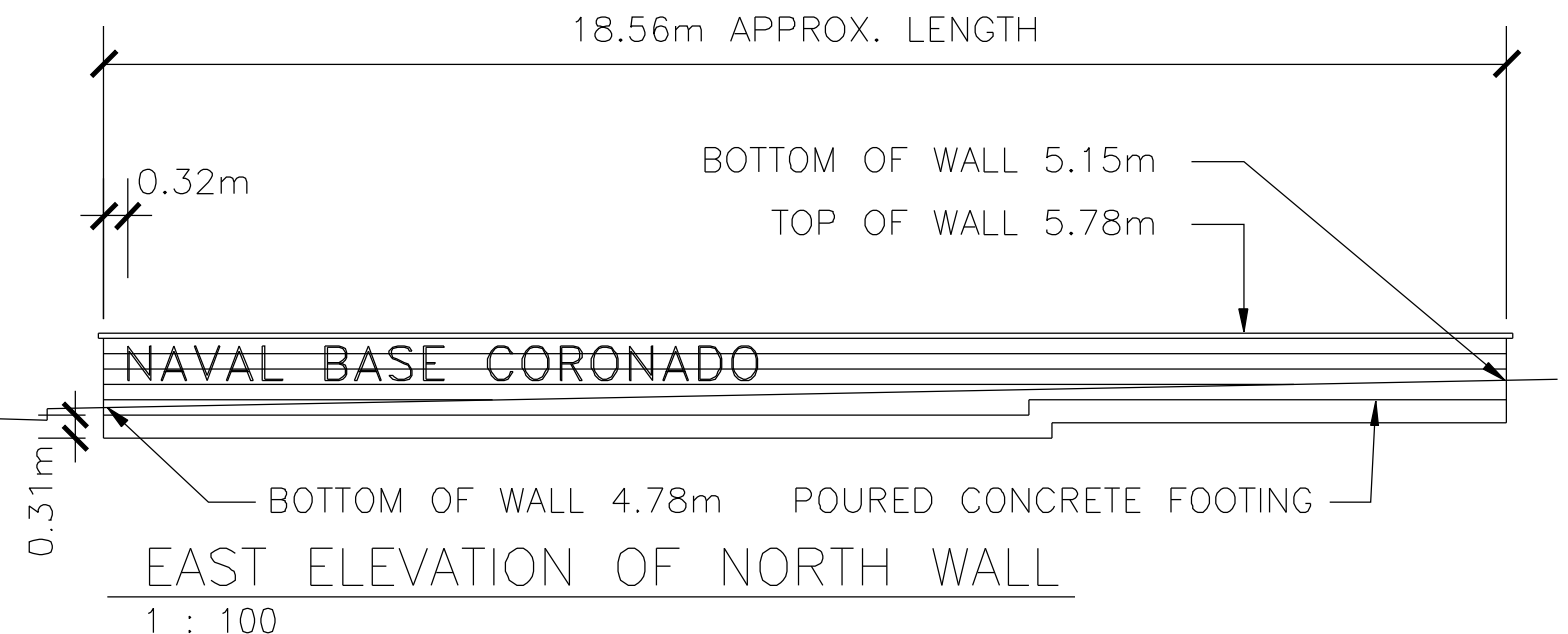 18.56m APPROX. LENGTH
BOTTOM OF WALL 5.15m
0.32m
TOP OF WALL 5.78m
NAVAL BASE CORONADO
0.31m
BOTTOM OF WALL 4.78m
POURED CONCRETE FOOTING
EAST ELEVATION OF NORTH WALL
1 : 100